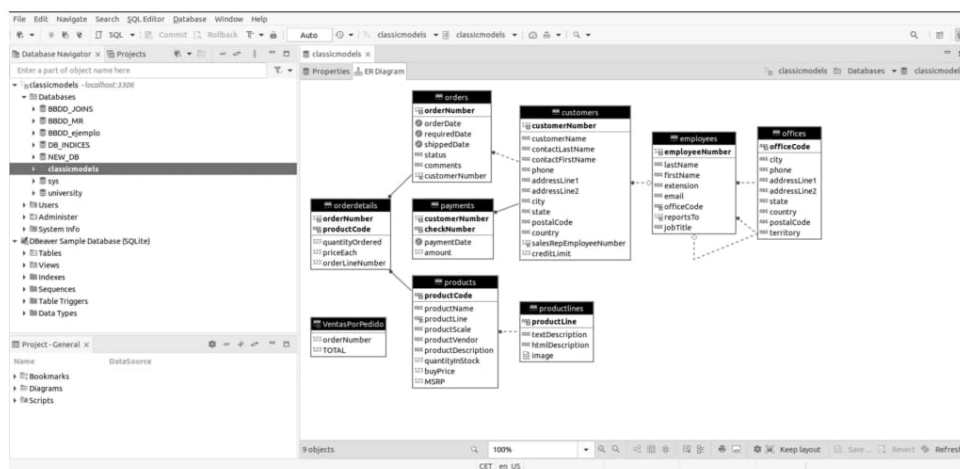 File Edit Navigate Search SQL Editor Database Window Help
SQL Commit Rollback Auto classicmodels classicmodels
Database Navigator Projects
Enter a part of object name here
classicmodels - localhost:3306
Databases
BBDD_JOINS
BBDD_MR
BBDD_ejemplo
DB_INDICES
NEW_DB
classicmodels
sys
university
Users
Administer
System Info
DBeaver Sample Database (SQLite)
Tables
Views
Indexes
Sequences
Table Triggers
Data Types
Project - General
Name DataSource
Bookmarks
Diagrams
Scripts
classicmodels
Properties ER Diagram classicmodels Databases classicmodel
orders
orderNumber
orderDate
requiredDate
shippedDate
status
comments
customerNumber
customers
customerNumber
customerName
contactLastName
contactFirstName
phone
addressLine1
addressLine2
city
state
postalCode
country
salesRepEmployeeNumber
creditLimit
employees
employeeNumber
lastName
firstName
extension
email
officeCode
reportsTo
jobTitle
offices
officeCode
city
phone
addressLine1
addressLine2
state
country
postalCode
territory
orderdetails
orderNumber
productCode
quantityOrdered
priceEach
orderLineNumber
payments
customerNumber
checkNumber
paymentDate
amount
products
productCode
productName
productLine
productScale
productVendor
productDescription
quantityInStock
buyPrice
MSRP
productlines
productLine
textDescription
htmlDescription
image
VentasPorPedido
orderNumber
TOTAL
9 objects 100% Keep layout Save ... Revert Refres
CET en_US